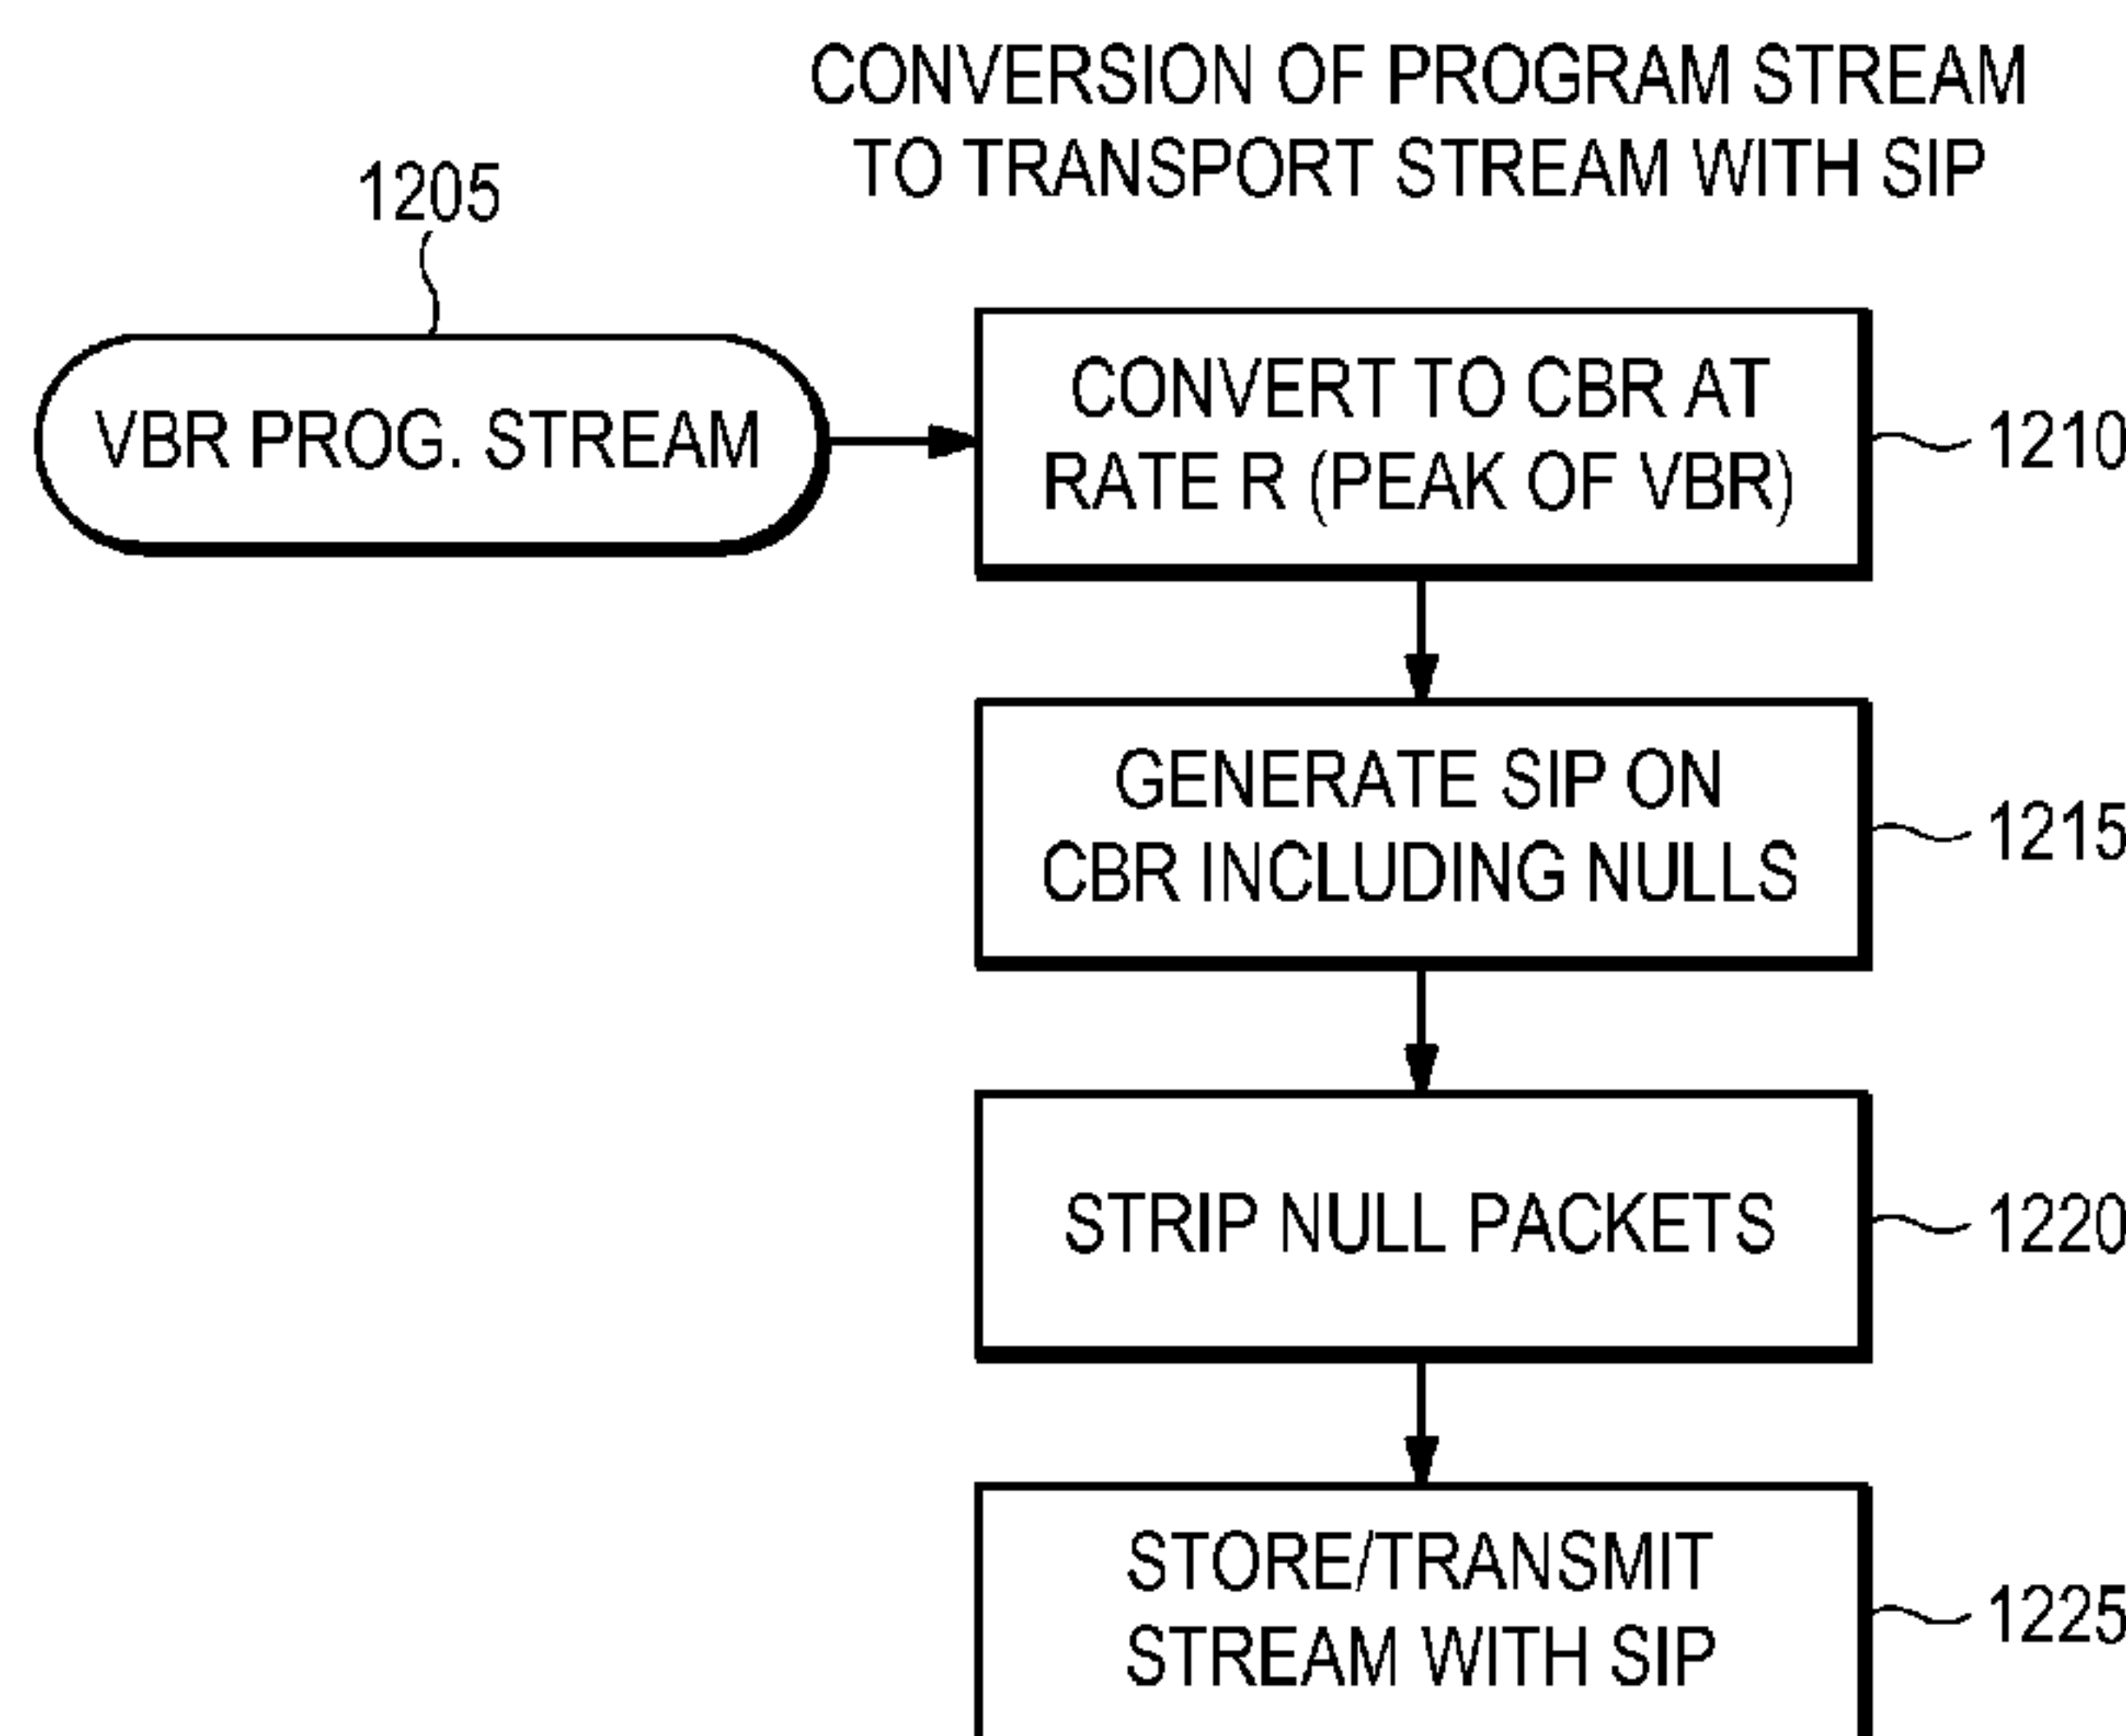 CONVERSION OF PROGRAM STREAM
TO TRANSPORT STREAM WITH SIP
1205
VBR PROG. STREAM
CONVERT TO CBR AT
RATE R (PEAK OF VBR)
1210
GENERATE SIP ON
CBR INCLUDING NULLS
1215
STRIP NULL PACKETS
1220
STORE/TRANSMIT
STREAM WITH SIP
1225